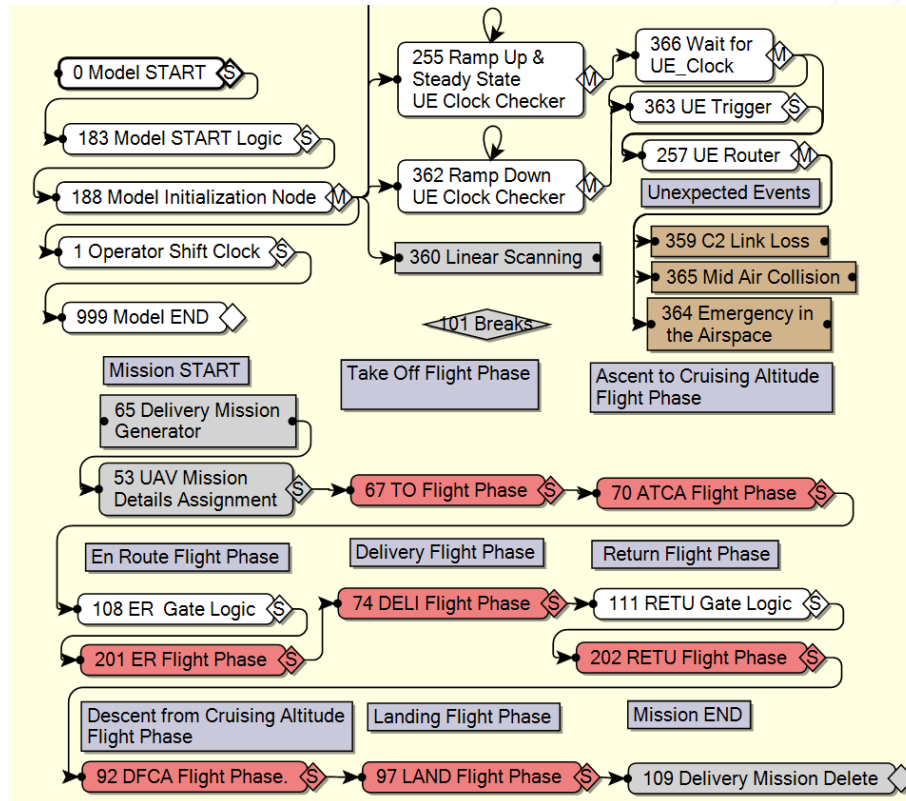 0 Model START S
183 Model START Logic S
188 Model Initialization Node M
1 Operator Shift Clock S
999 Model END
255 Ramp Up &
Steady State
UE Clock Checker M
362 Ramp Down
UE Clock Checker M
360 Linear Scanning
101 Breaks
366 Wait for
UE_Clock M
363 UE Trigger S
257 UE Router M
Unexpected Events
359 C2 Link Loss
365 Mid Air Collision
364 Emergency in
the Airspace
Mission START
Take Off Flight Phase
Ascent to Cruising Altitude
Flight Phase
65 Delivery Mission
Generator
53 UAV Mission
Details Assignment S
67 TO Flight Phase S
70 ATCA Flight Phase S
En Route Flight Phase
Delivery Flight Phase
Return Flight Phase
108 ER Gate Logic S
74 DELI Flight Phase S
111 RETU Gate Logic S
201 ER Flight Phase S
202 RETU Flight Phase S
Descent from Cruising Altitude
Flight Phase
Landing Flight Phase
Mission END
92 DFCA Flight Phase. S
97 LAND Flight Phase S
109 Delivery Mission Delete